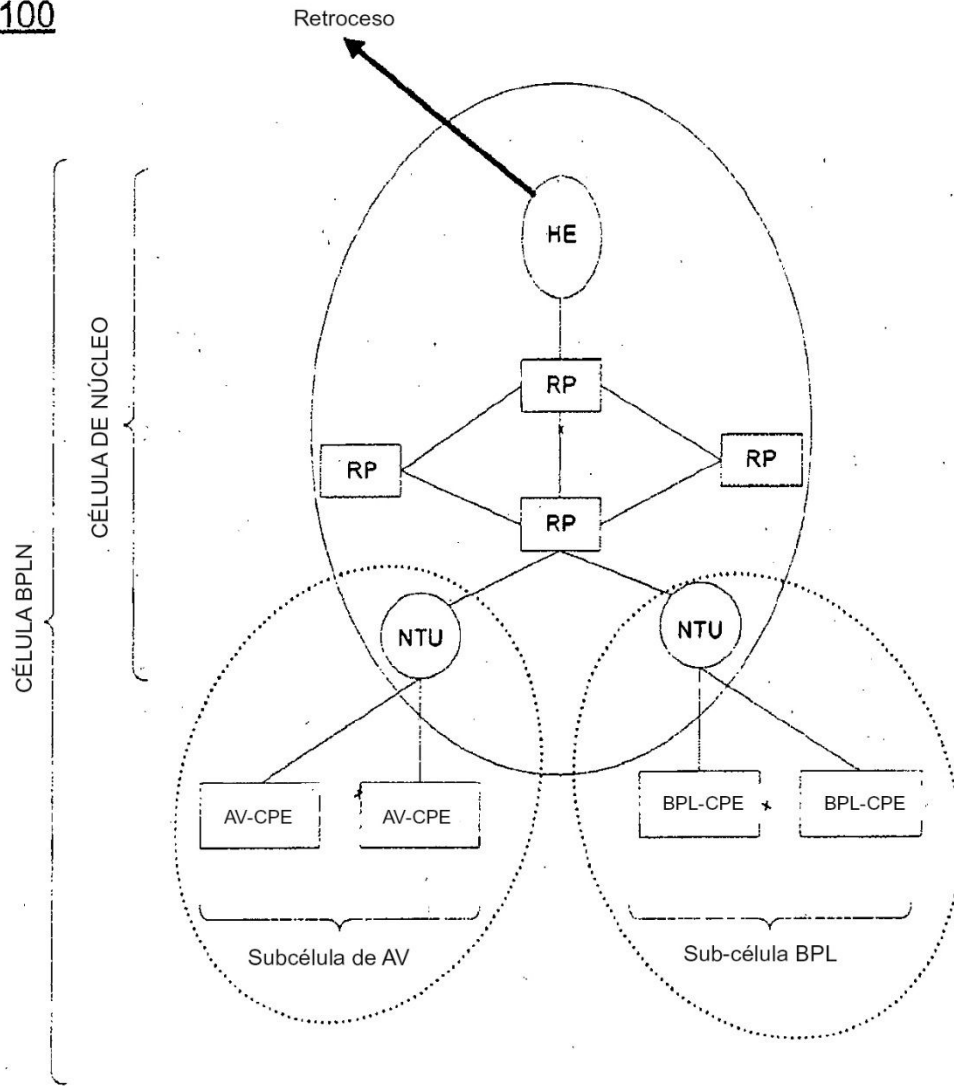 100
Retroceso
HE
RP
RP
RP
RP
NTU
NTU
AV-CPE
AV-CPE
BPL-CPE
BPL-CPE
Subcélula de AV
Sub-célula BPL
CÉLULA DE NÚCLEO
CÉLULA BPLN